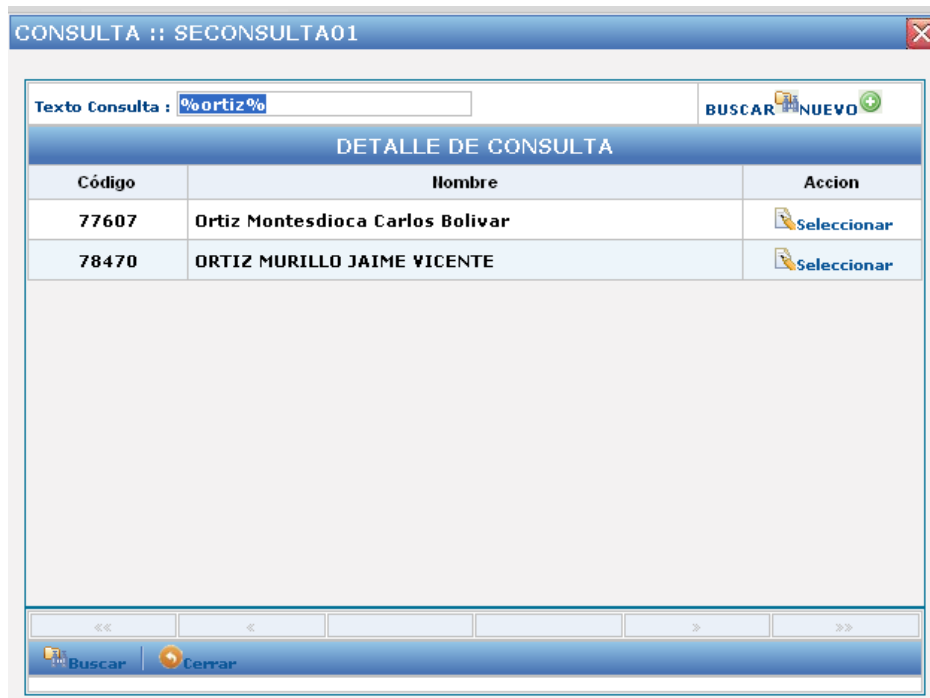 CONSULTA :: SECONSULTA01
Texto Consulta : %ortiz% BUSCAR NUEVO
DETALLE DE CONSULTA
Código Nombre Accion
77607 Ortiz Montesdioca Carlos Bolivar Seleccionar
78470 ORTIZ MURILLO JAIME VICENTE Seleccionar
<< < > >>
Buscar Cerrar